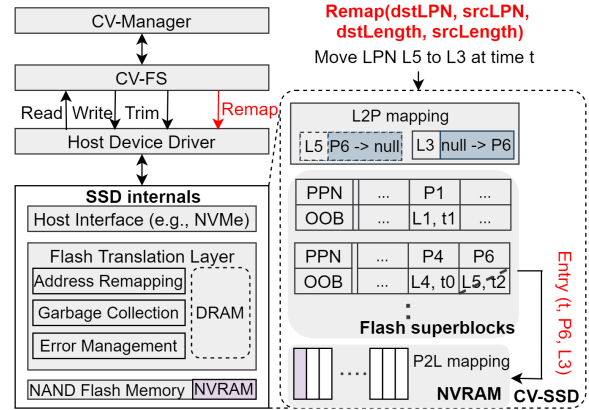 CV-Manager
CV-FS
Read Write Trim Remap
Host Device Driver
SSD internals
Host Interface (e.g., NVMe)
Flash Translation Layer
Address Remapping
Garbage Collection
Error Management
DRAM
NAND Flash Memory NVRAM
Remap(dstLPN, srcLPN,
dstLength, srcLength)
Move LPN L5 to L3 at time t
L2P mapping
L5 P6 -> null L3 null -> P6
PPN ... P1 ...
OOB ... L1, t1 ...
PPN ... P4 P6
OOB ... L4, t0 L5, t2
Flash superblocks
Entry (t, P6, L3)
P2L mapping
NVRAM
CV-SSD